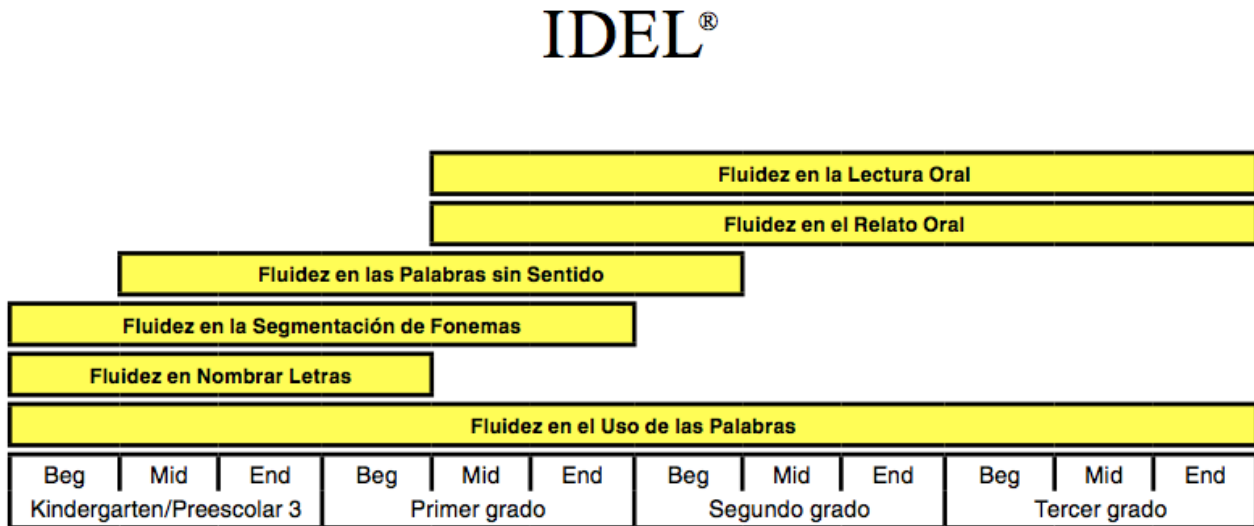 IDEL®
Fluidez en la Lectura Oral
Fluidez en el Relato Oral
Fluidez en las Palabras sin Sentido
Fluidez en la Segmentación de Fonemas
Fluidez en Nombrar Letras
Fluidez en el Uso de las Palabras
Beg Mid End Beg Mid End Beg Mid End Beg Mid End
Kindergarten/Preescolar 3 Primer grado Segundo grado Tercer grado